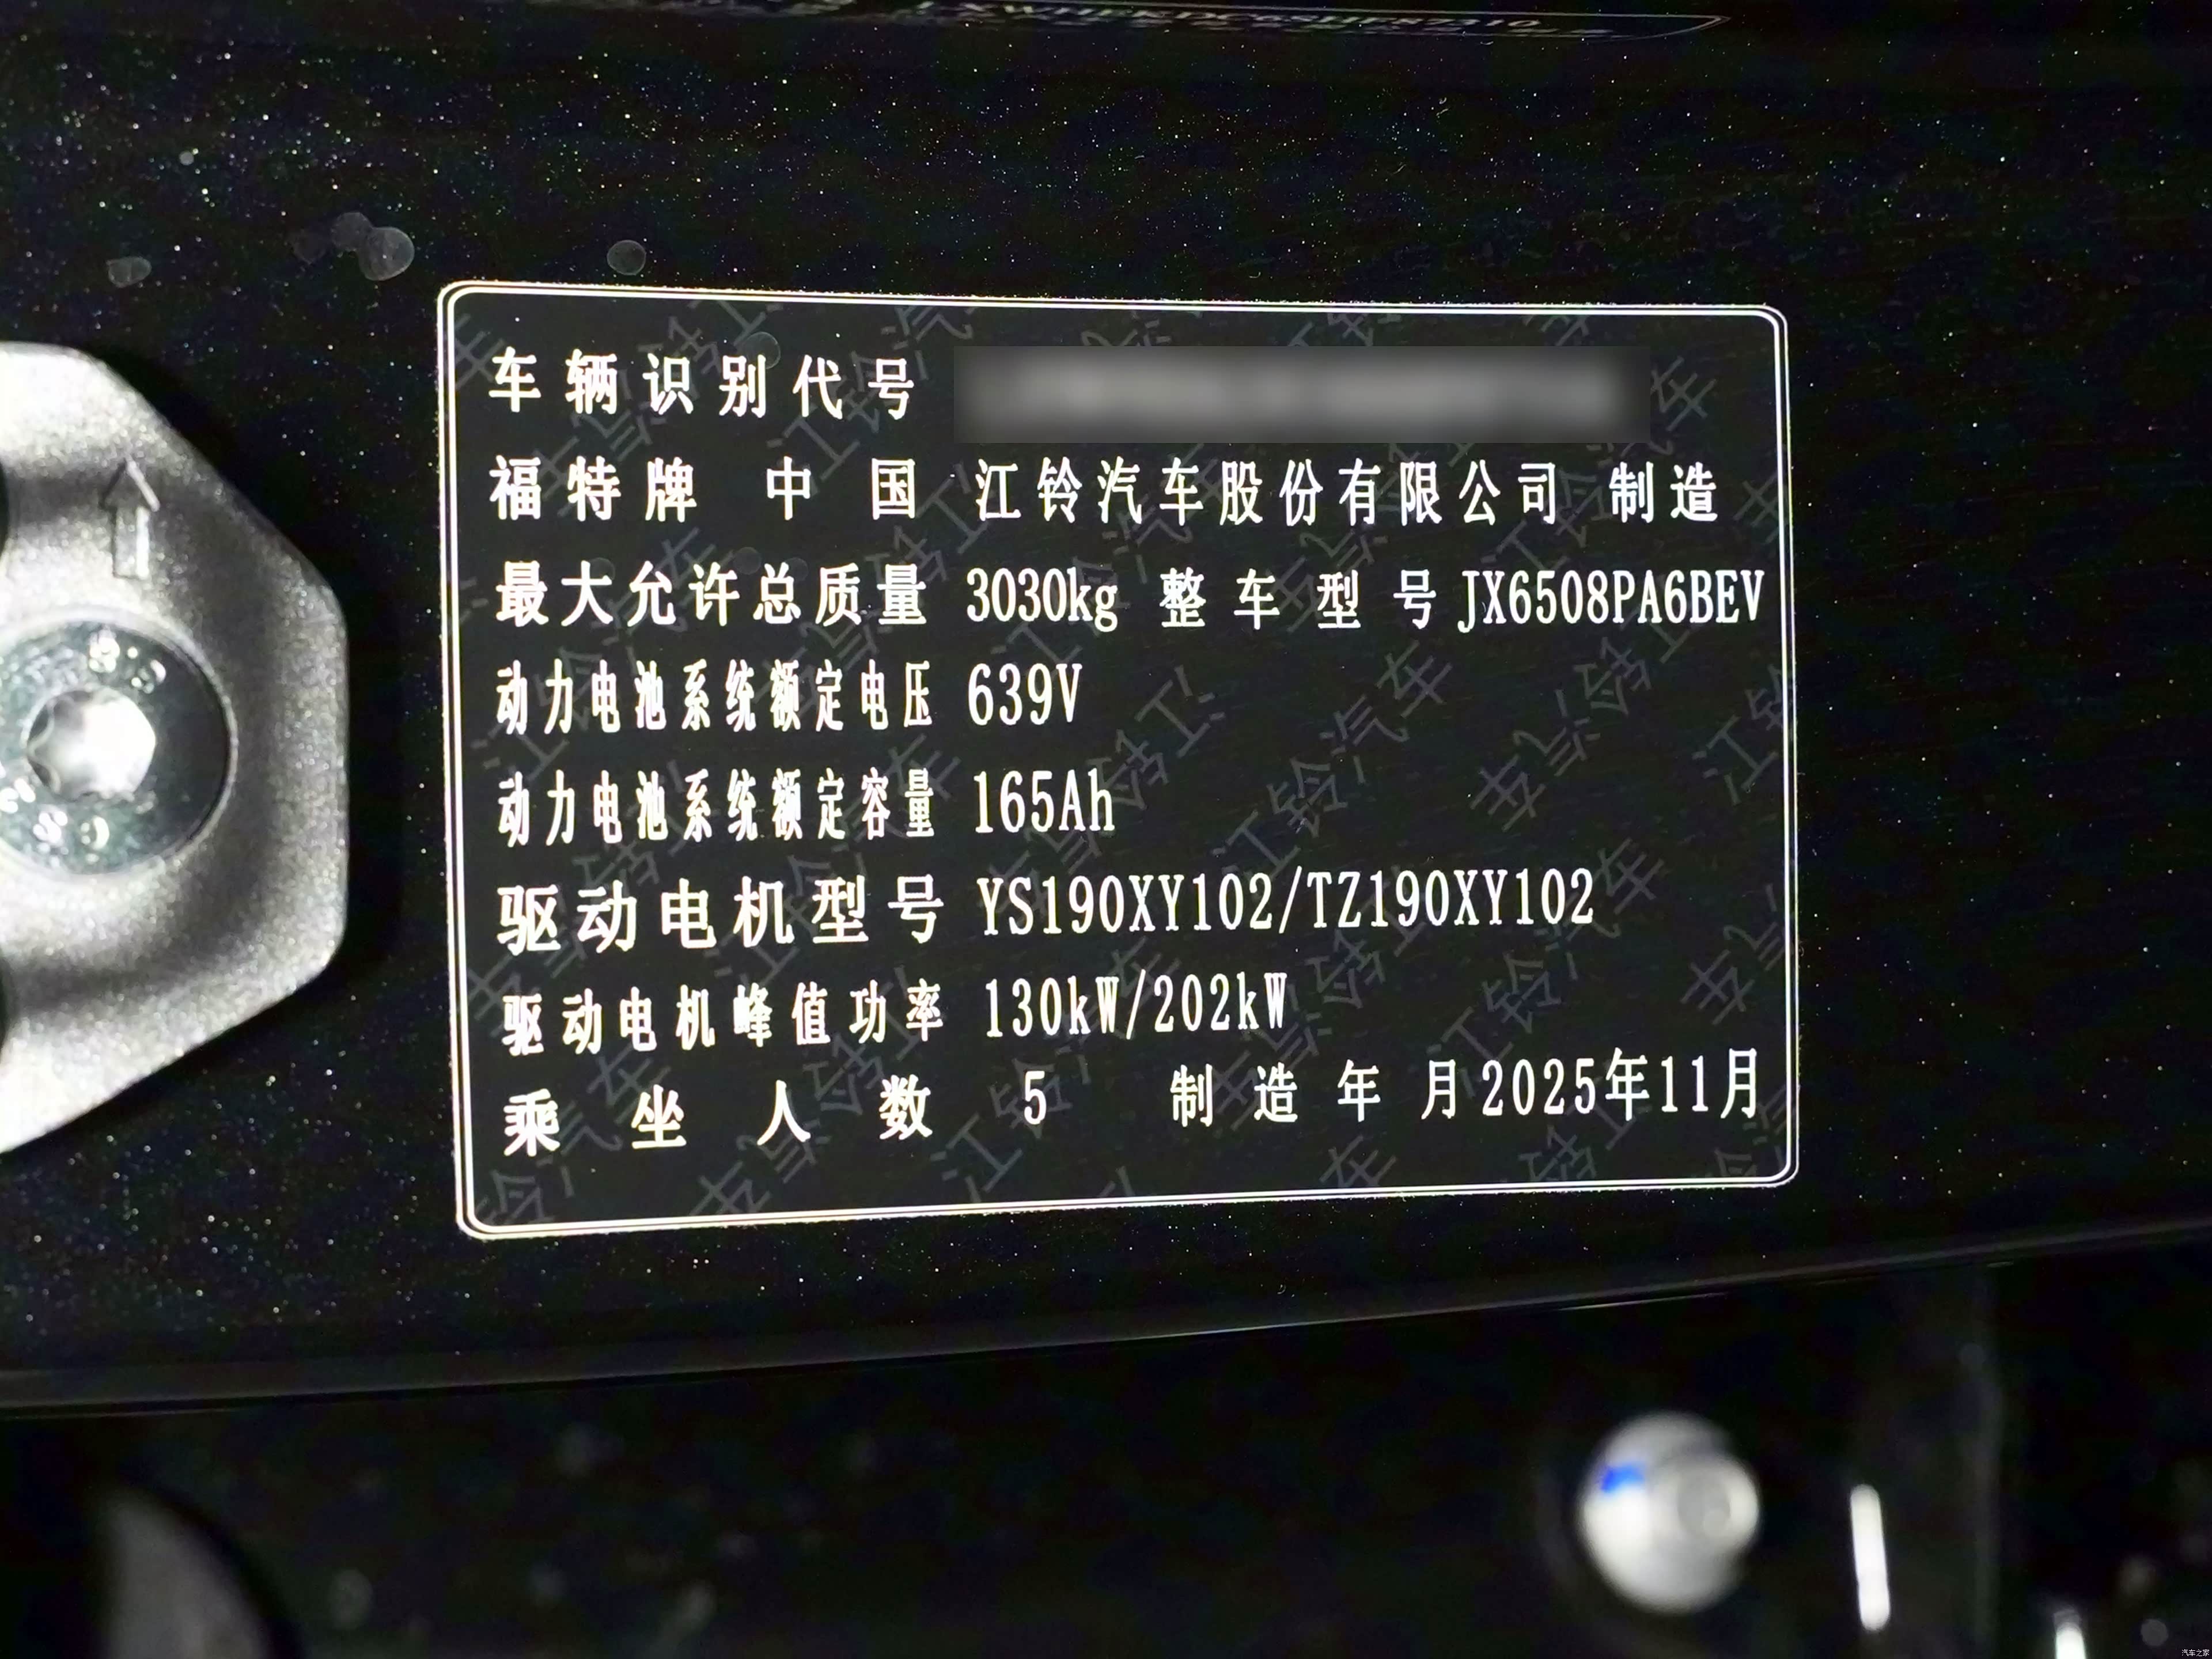 车辆识别代号
福特牌 中国 江铃汽车股份有限公司 制造
最大允许总质量 3030kg 整车型号 JX6508PA6BEV
动力电池系统额定电压 639V
动力电池系统额定容量 165Ah
驱动电机型号 YS190XY102/TZ190XY102
驱动电机峰值功率 130kW/202kW
乘坐人数 5 制造年月 2025年11月
汽车之家